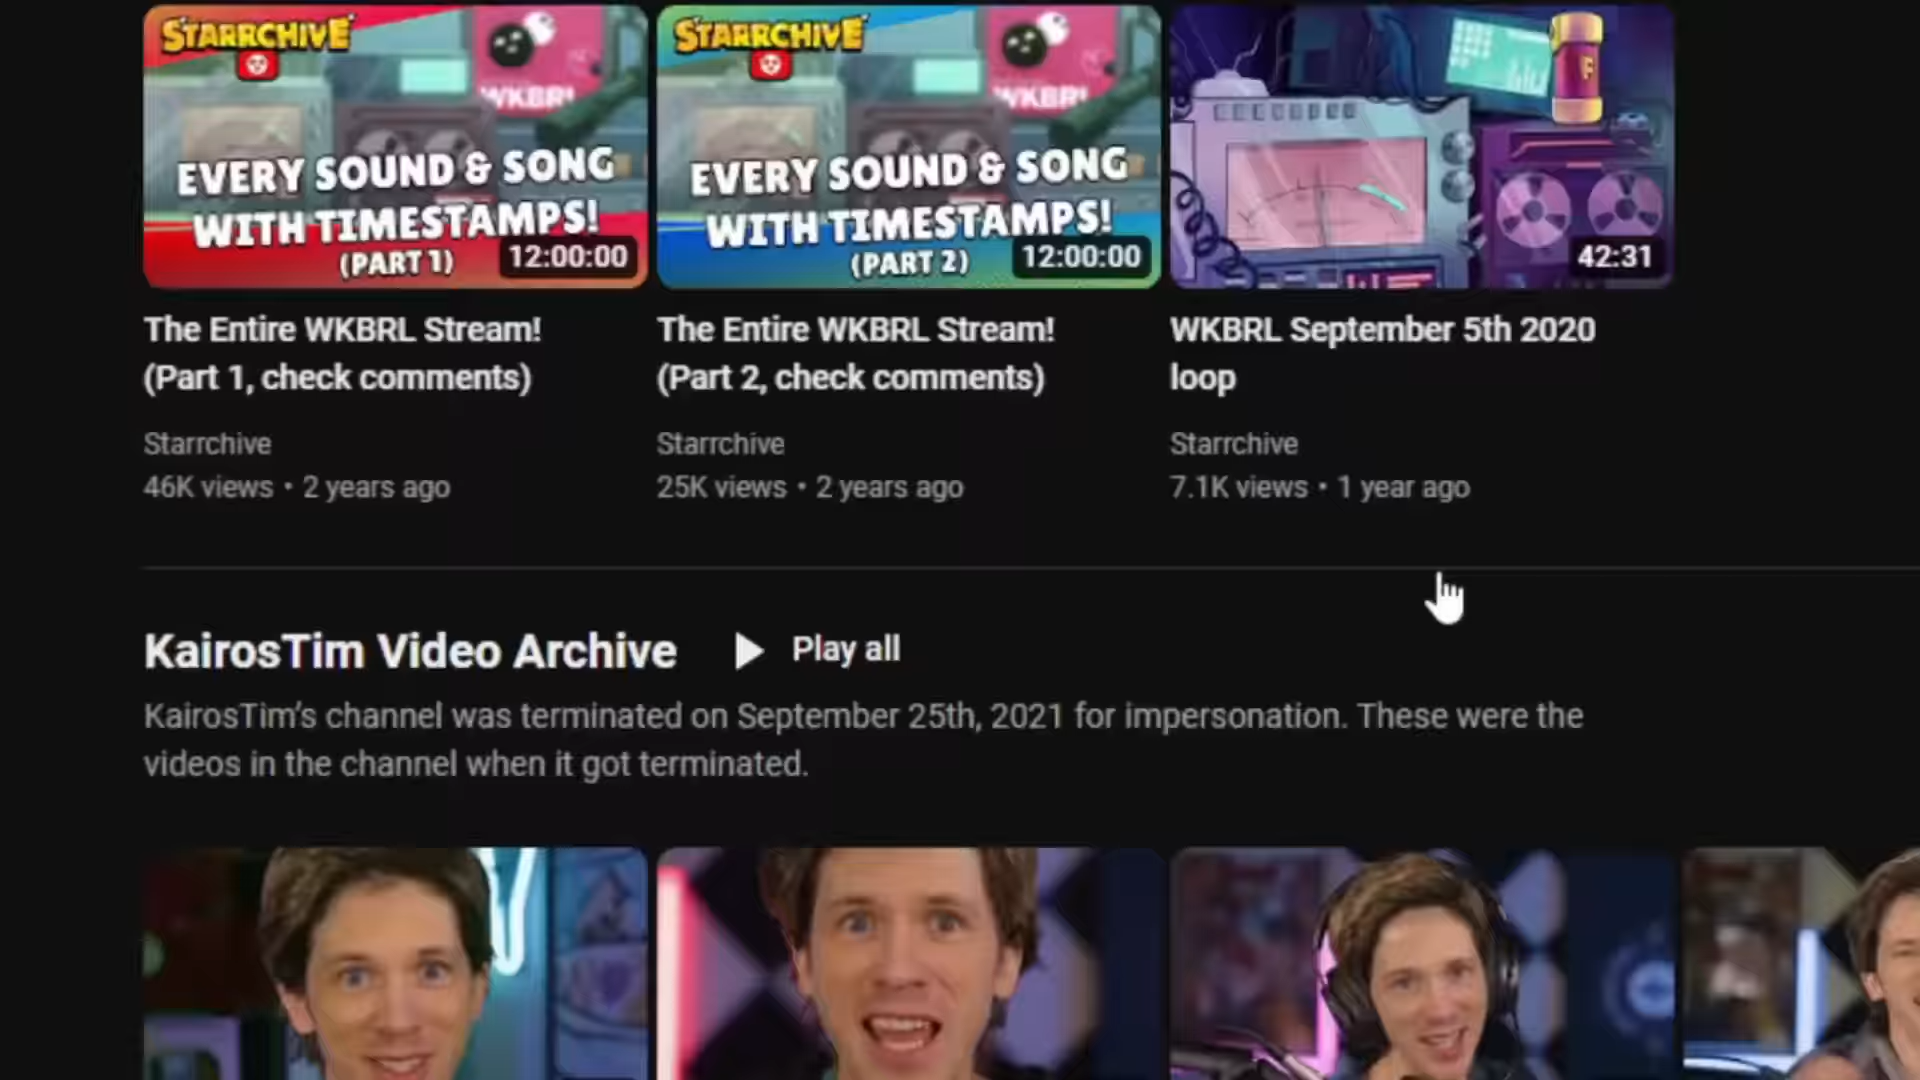 STARRCHIVE
WKBRL
EVERY SOUND & SONG
WITH TIMESTAMPS!
(PART 1)
12:00:00
STARRCHIVE
WKBRL
EVERY SOUND & SONG
WITH TIMESTAMPS!
(PART 2)
12:00:00
F
42:31
The Entire WKBRL Stream!
(Part 1, check comments)
Starrchive
46K views • 2 years ago
The Entire WKBRL Stream!
(Part 2, check comments)
Starrchive
25K views • 2 years ago
WKBRL September 5th 2020
loop
Starrchive
7.1K views • 1 year ago
KairosTim Video Archive
Play all
KairosTim's channel was terminated on September 25th, 2021 for impersonation. These were the
videos in the channel when it got terminated.